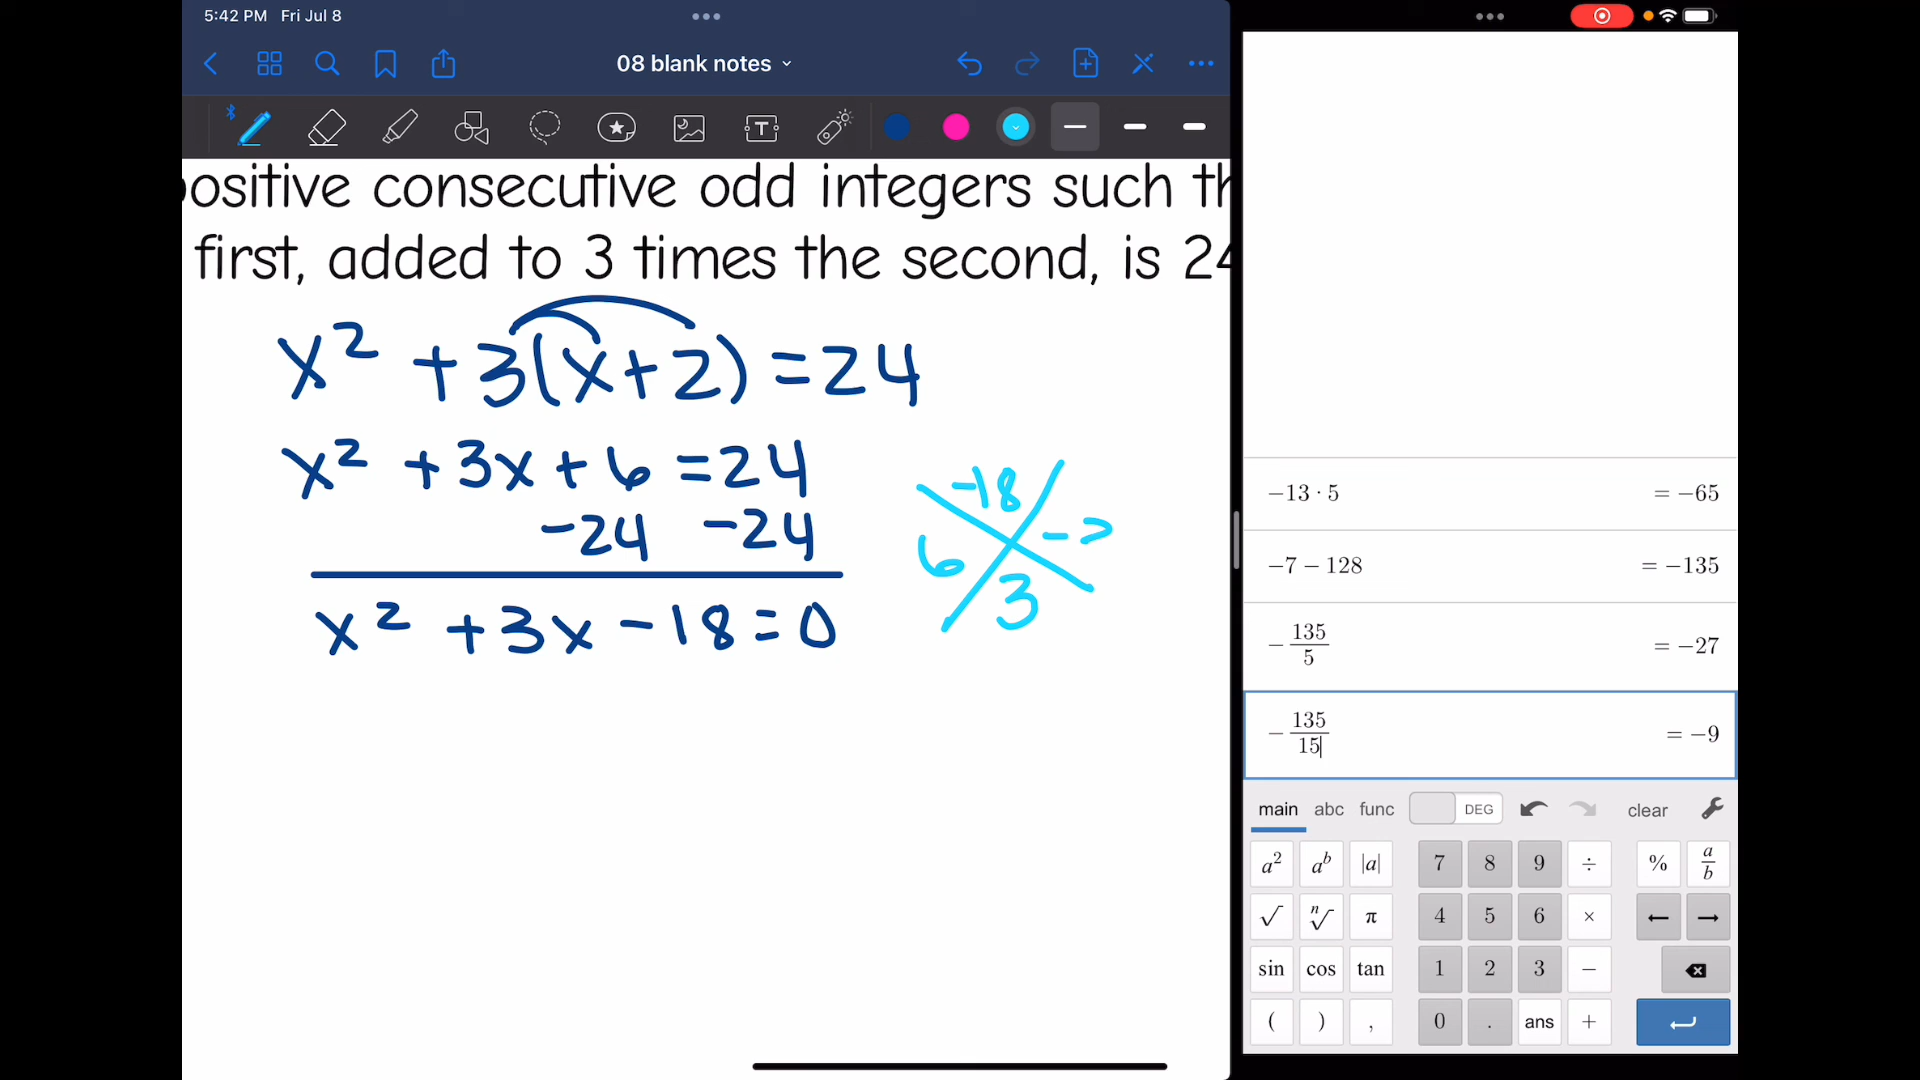 5:42 PM Fri Jul 8
08 blank notes
positive consecutive odd integers such th
first, added to 3 times the second, is 24
x² + 3(x+2) = 24
x² + 3x + 6 = 24
-24 -24
x² + 3x - 18 = 0
-18
6 -3
3
-13 · 5 = -65
-7 - 128 = -135
-135/5 = -27
-135/15 = -9
main abc func DEG clear
a² aᵇ |a| 7 8 9 ÷ % a/b
√ ⁿ√ π 4 5 6 × ← →
sin cos tan 1 2 3 −
( ) , 0 . ans +